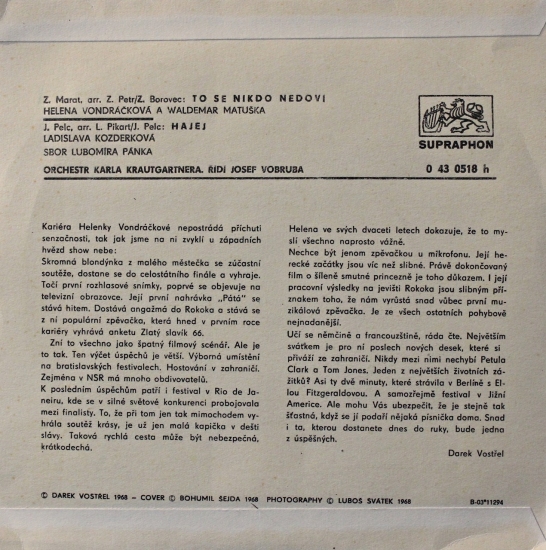 Z. Marat, arr. Z. Petr/Z. Borovec: TO SE NIKDO NEDOVÍ
HELENA VONDRÁČKOVÁ A WALDEMAR MATUŠKA
J. Pelc, arr. L. Pikart/J. Pelc: HAJEJ
LADISLAVA KOZDERKOVÁ
SBOR LUBOMÍRA PÁNKA
ORCHESTR KARLA KRAUTGARTNERA. ŘÍDÍ JOSEF VOBRUBA
SUPRAPHON
0 43 0518 h
Kariéra Helenky Vondráčkové nepostrádá příchuti
senzačnosti, tak jak jsme na ni zvyklí u západních
hvězd show nebe:
Skromná blondýnka z malého městečka se zúčastní
soutěže, dostane se do celostátního finále a vyhraje.
Točí první rozhlasové snímky, poprvé se objevuje na
televizní obrazovce. Její první nahrávka „Pátá" se
stává hitem. Dostává angažmá do Rokoka a stává se
z ní populární zpěvačka, která hned v prvním roce
kariéry vyhrává anketu Zlatý slavík 66.
Zní to všechno jako špatný filmový scénář. Ale je
to tak. Ten výčet úspěchů je větší. Výborná umístění
na bratislavských festivalech. Hostování v zahraničí.
Zejména v NSR má mnoho obdivovatelů.
K posledním úspěchům patří i festival v Rio de Ja-
neiru, kde se v silné světové konkurenci probojovala
mezi finalisty. To, že při tom jen tak mimochodem vy-
hrála soutěž krásy, je už jen malá kapička v dešti
slávy. Taková rychlá cesta může být nebezpečná,
krátkodechá.
Helena ve svých dvaceti letech dokazuje, že to my-
slí všechno naprosto vážně.
Nechce být jenom zpěvačkou u mikrofonu. Její he-
recké začátky jsou víc než slibné. Právě dokončovaný
film o šíleně smutné princezně je toho důkazem. I její
pracovní výsledky na jevišti Rokoka jsou slibným pří-
znakem toho, že nám vyrůstá snad vůbec první mu-
zikálová zpěvačka. Je ze všech ostatních pohybově
nejnadanější.
Učí se němčině a francouzštině, ráda čte. Největším
svátkem je pro ni poslech nových desek, které si
přiváží ze zahraničí. Nikdy mezi nimi nechybí Petula
Clark a Tom Jones. Jeden z největších životních zá-
žitků? Asi ty dvě minuty, které strávila v Berlíně s El-
lou Fitzgeraldovou. A samozřejmě festival v Jižní
Americe. Ale mohu Vás ubezpečit, že je stejně tak
šťastná, když se jí podaří nějaká písnička doma. Snad
i ta, kterou dostanete dnes do ruky, bude jedna
z úspěšných.
Darek Vostřel
© DAREK VOSTŘEL 1968 – COVER © BOHUMIL ŠEJDA 1968 PHOTOGRAPHY © LUBOŠ SVÁTEK 1968
B-03*11294